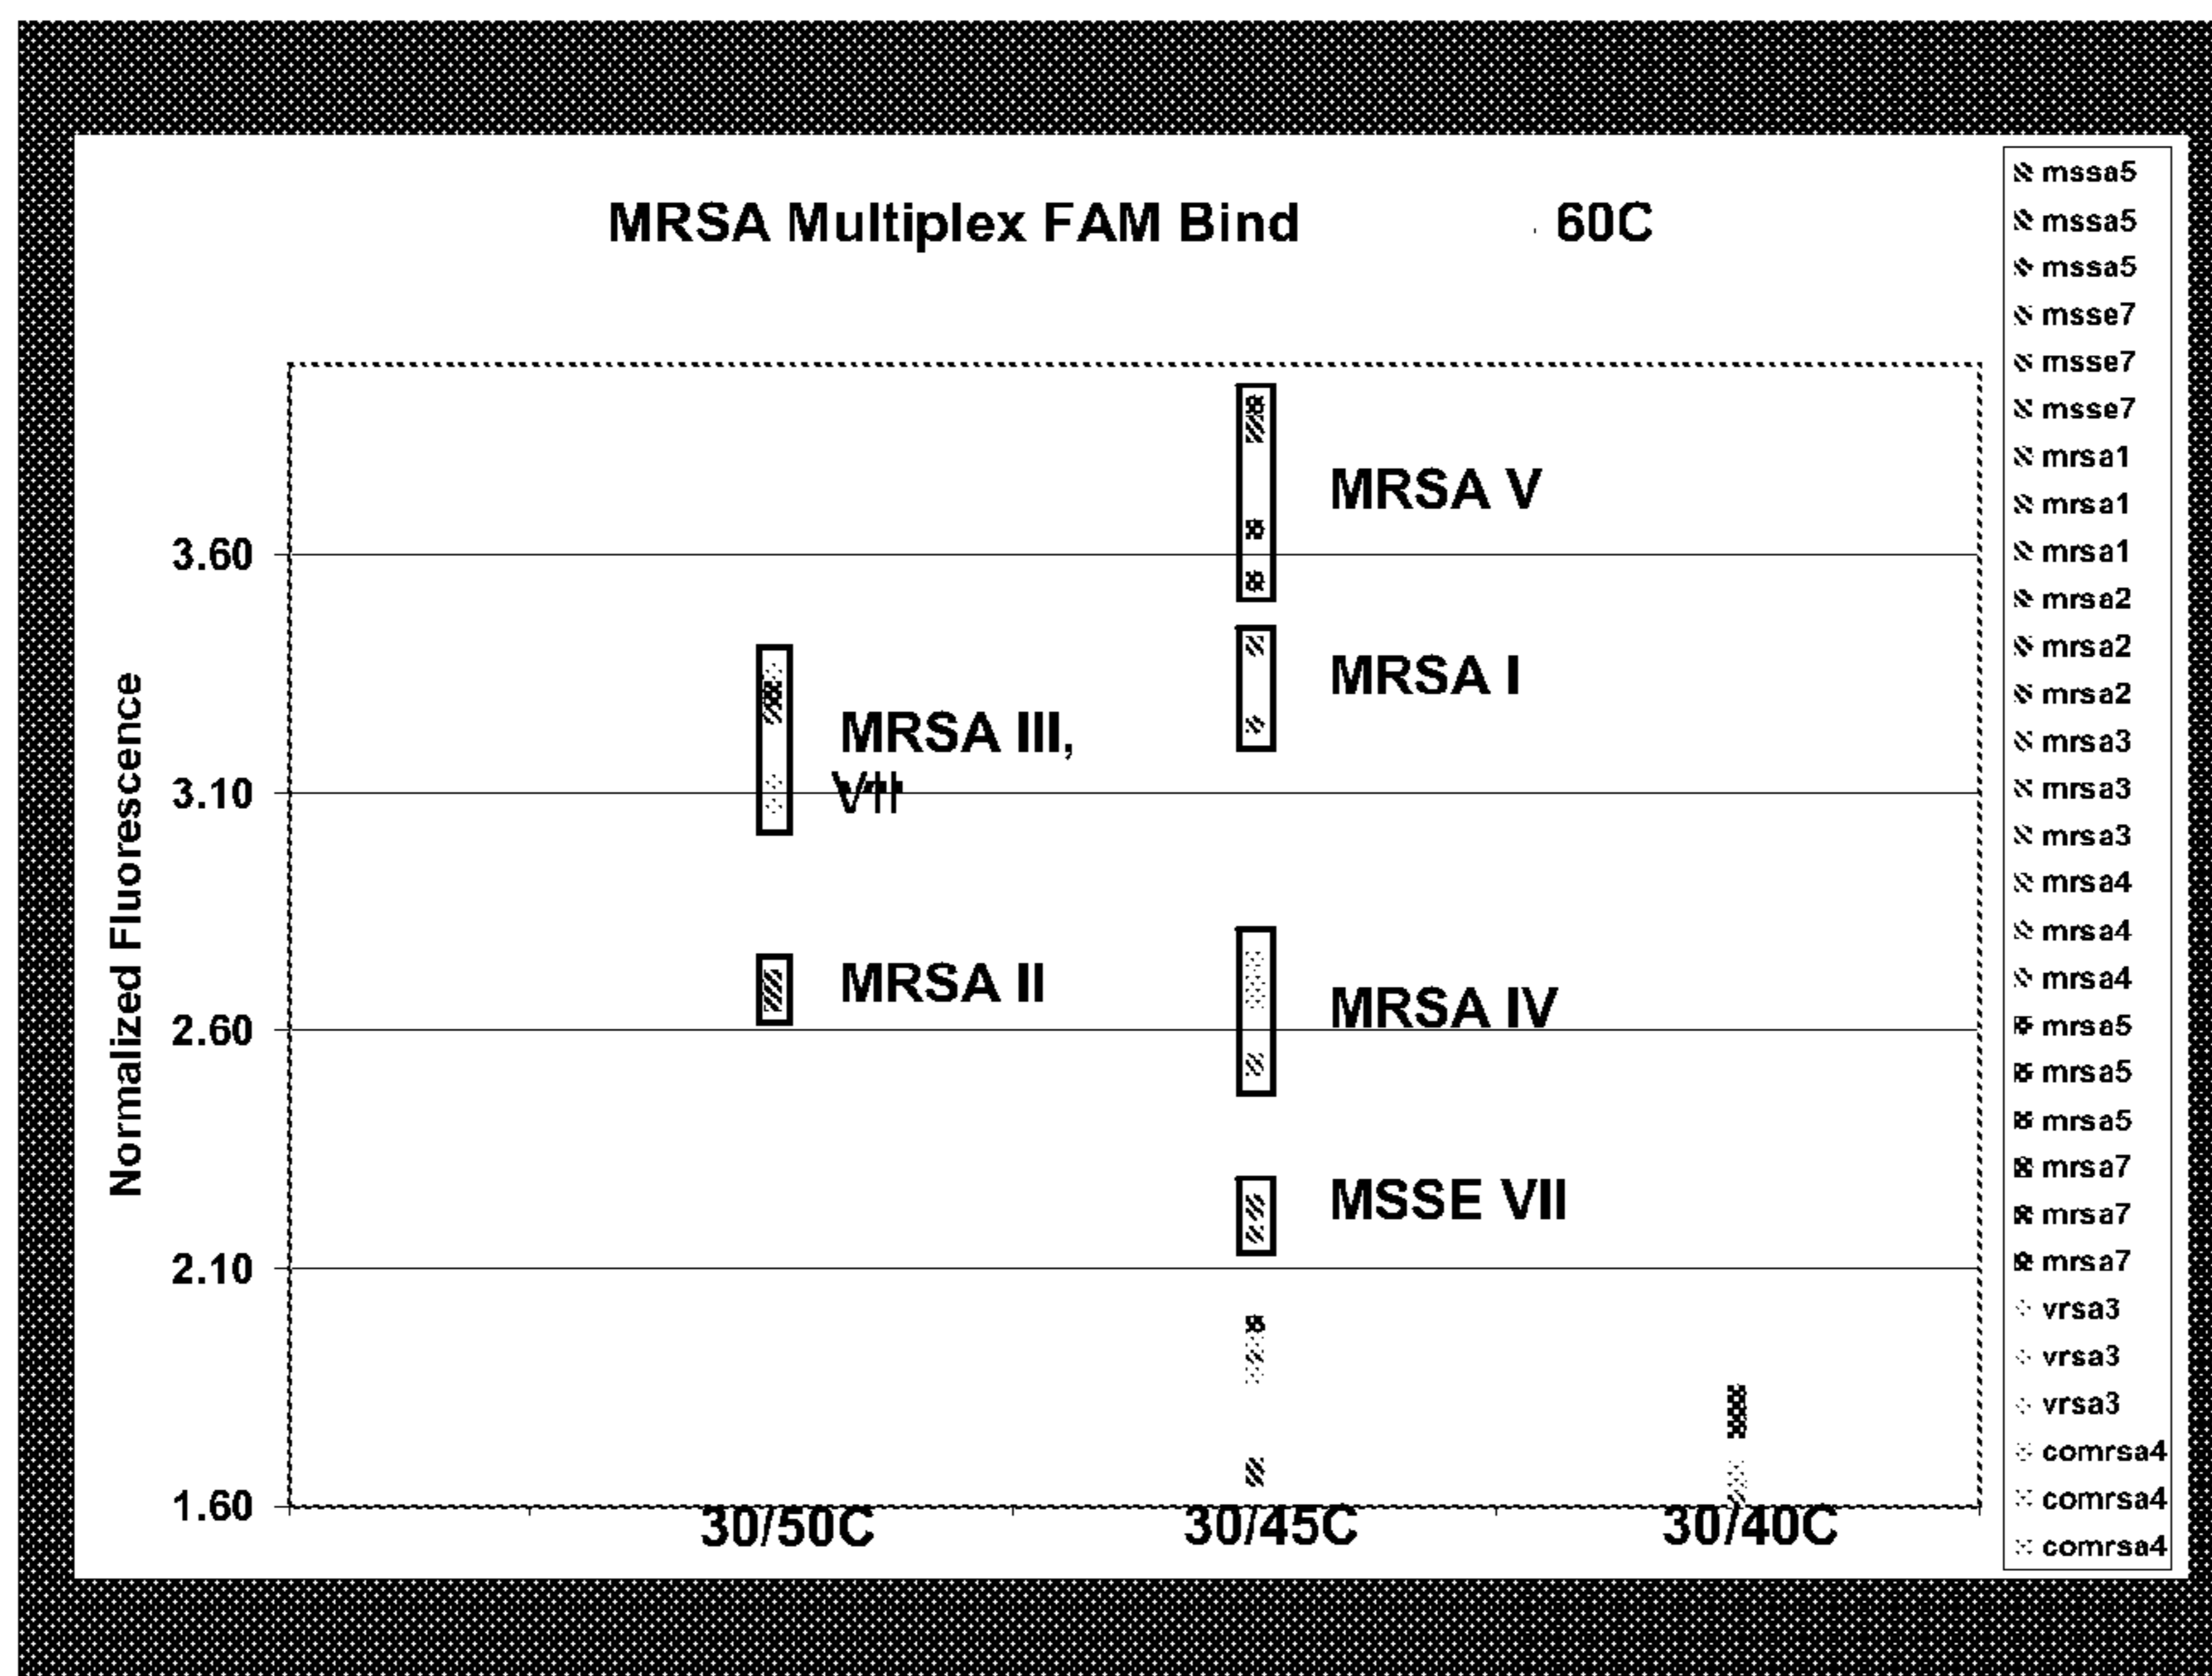 MRSA Multiplex FAM Bind 60C
Normalized Fluorescence
3.60
3.10
2.60
2.10
1.60
30/50C
30/45C
30/40C
MRSA V
MRSA I
MRSA III,
VII
MRSA II
MRSA IV
MSSE VII
mssa5
mssa5
mssa5
msse7
msse7
msse7
mrsa1
mrsa1
mrsa1
mrsa2
mrsa2
mrsa2
mrsa3
mrsa3
mrsa3
mrsa4
mrsa4
mrsa4
mrsa5
mrsa5
mrsa5
mrsa7
mrsa7
mrsa7
vrsa3
vrsa3
vrsa3
comrsa4
comrsa4
comrsa4